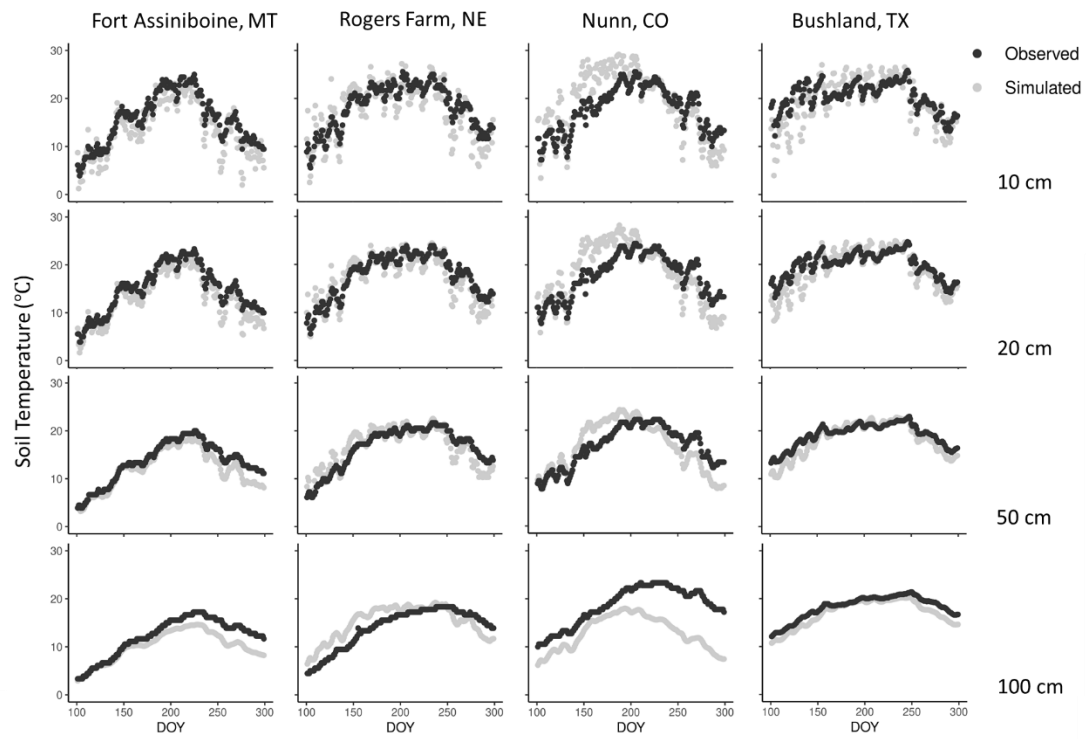 Fort Assiniboine, MT
Rogers Farm, NE
Nunn, CO
Bushland, TX
Observed
Simulated
Soil Temperature (°C)
30
20
10
0
10 cm
30
20
10
0
20 cm
30
20
10
0
50 cm
30
20
10
0
100 cm
100 150 200 250 300
100 150 200 250 300
100 150 200 250 300
100 150 200 250 300
DOY
DOY
DOY
DOY